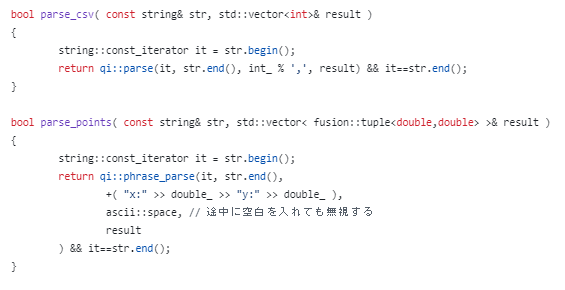 bool parse_csv( const string& str, std::vector<int>& result )
{
string::const_iterator it = str.begin();
return qi::parse(it, str.end(), int_ % ',', result) && it==str.end();
}
bool parse_points( const string& str, std::vector< fusion::tuple<double,double> >& result )
{
string::const_iterator it = str.begin();
return qi::phrase_parse(it, str.end(),
+( "x:" >> double_ >> "y:" >> double_ ),
ascii::space, // 途中に空白を入れても無視する
result
) && it==str.end();
}